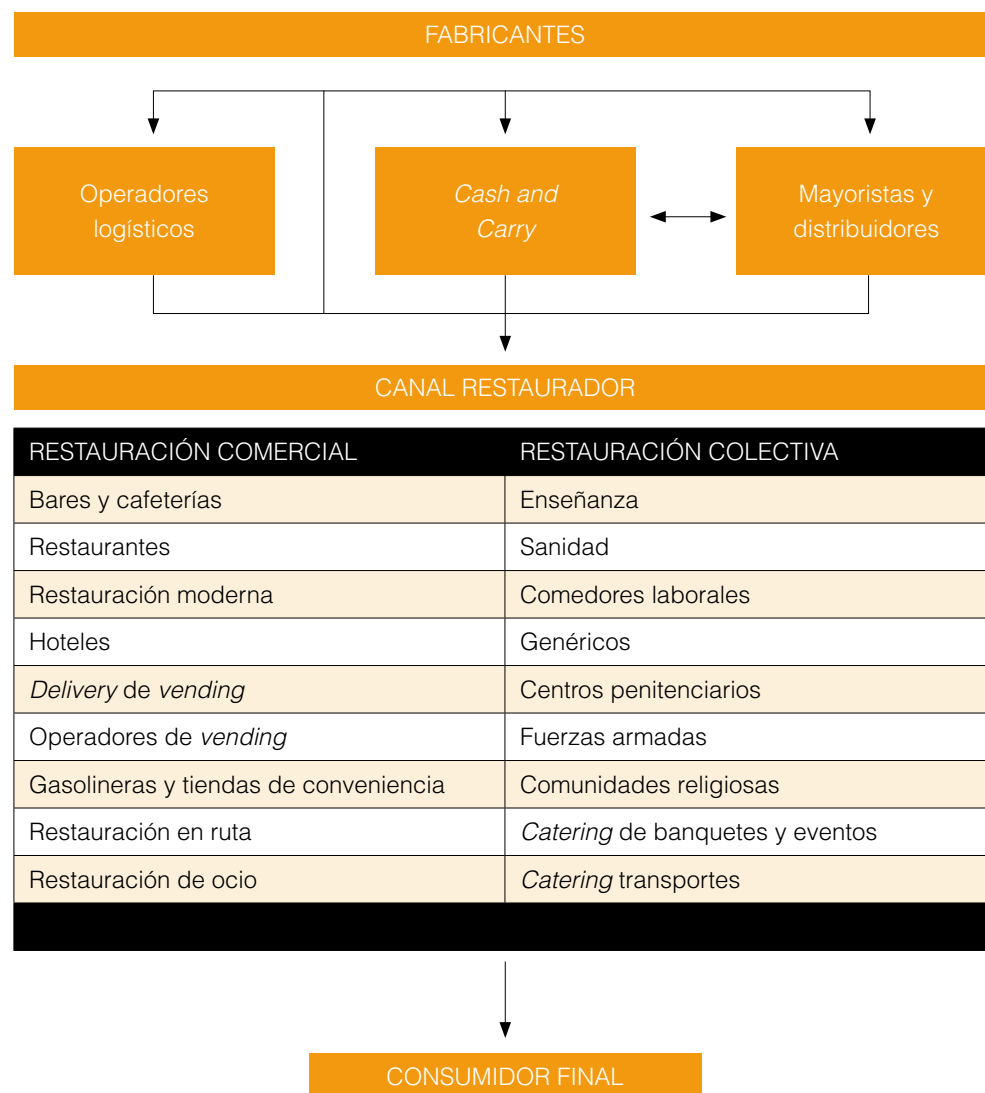 FABRICANTES
Operadores
logísticos
Cash and
Carry
Mayoristas y
distribuidores
CANAL RESTAURADOR
RESTAURACIÓN COMERCIAL
RESTAURACIÓN COLECTIVA
Bares y cafeterías
Enseñanza
Restaurantes
Sanidad
Restauración moderna
Comedores laborales
Hoteles
Genéricos
Delivery de vending
Centros penitenciarios
Operadores de vending
Fuerzas armadas
Gasolineras y tiendas de conveniencia
Comunidades religiosas
Restauración en ruta
Catering de banquetes y eventos
Restauración de ocio
Catering transportes
CONSUMIDOR FINAL